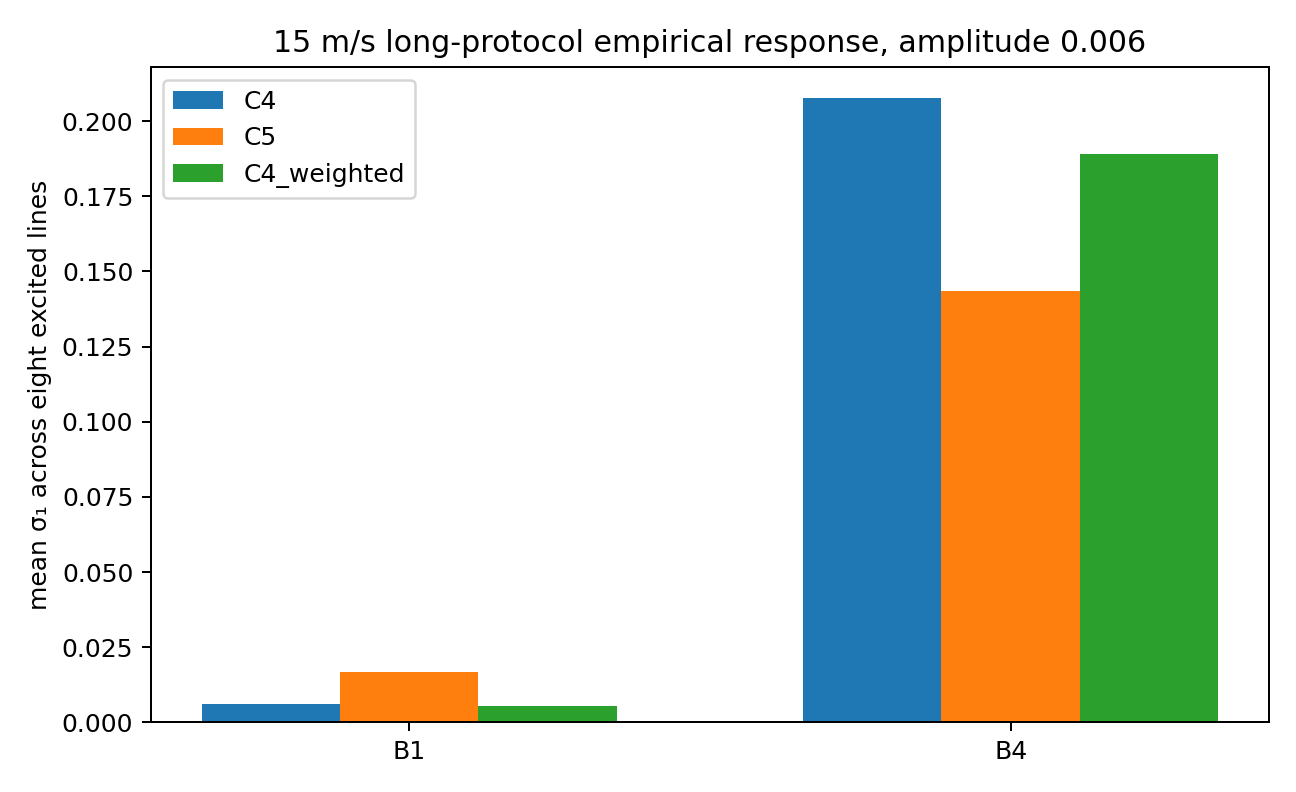 15 m/s long-protocol empirical response, amplitude 0.006
C4
C5
C4_weighted
mean σ₁ across eight excited lines
0.200
0.175
0.150
0.125
0.100
0.075
0.050
0.025
0.000
B1
B4